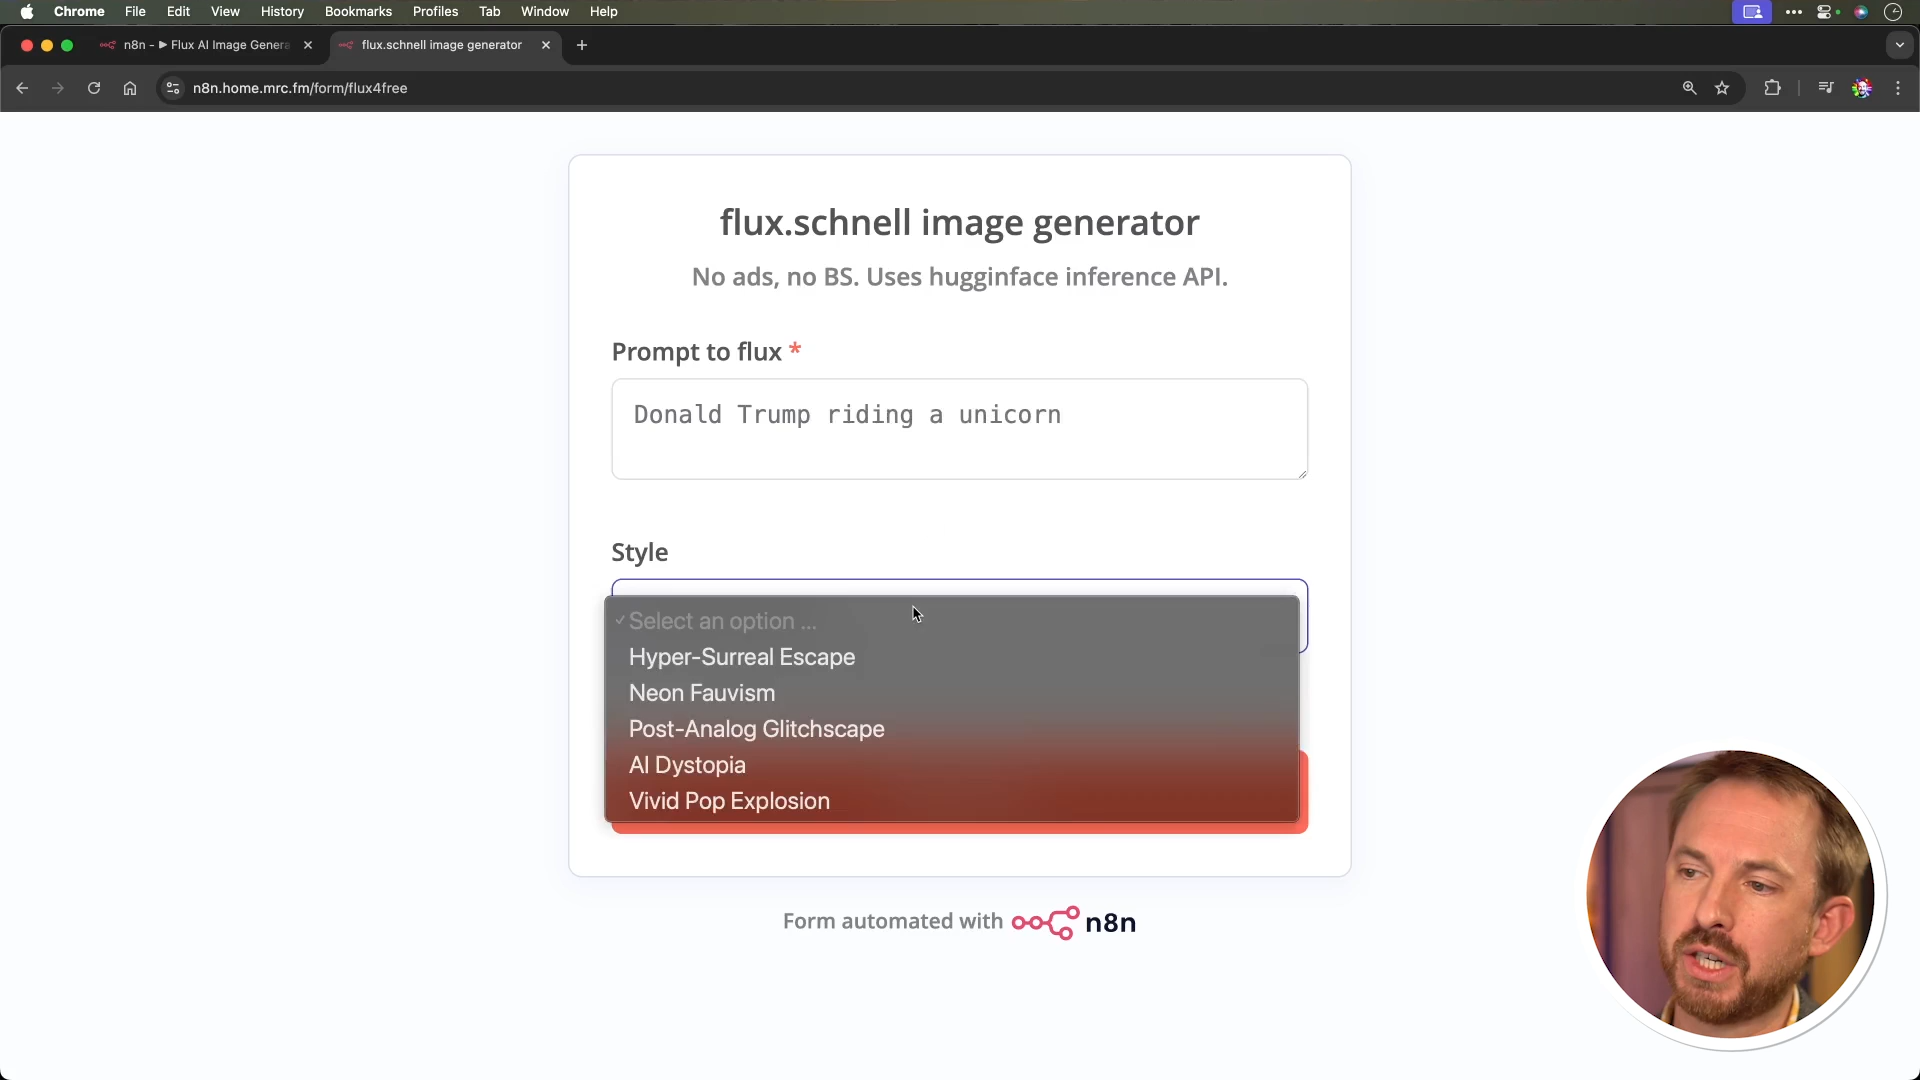 Chrome File Edit View History Bookmarks Profiles Tab Window Help
n8n - ▶ Flux AI Image Genera
flux.schnell image generator
n8n.home.mrc.fm/form/flux4free
flux.schnell image generator
No ads, no BS. Uses hugginface inference API.
Prompt to flux *
Donald Trump riding a unicorn
Style
✓ Select an option ...
Hyper-Surreal Escape
Neon Fauvism
Post-Analog Glitchscape
AI Dystopia
Vivid Pop Explosion
Form automated with n8n